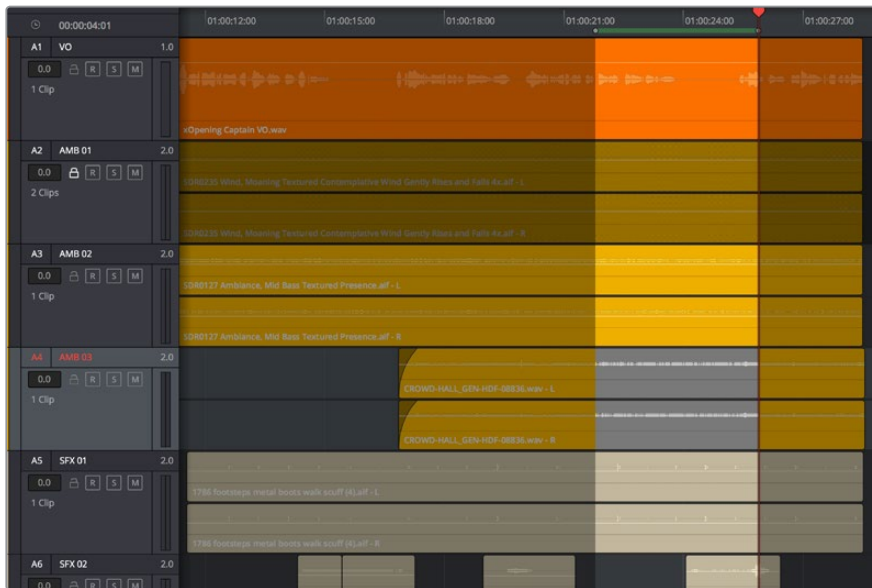 00:00:04:01
01:00:12:00 01:00:15:00 01:00:18:00 01:00:21:00 01:00:24:00 01:00:27:00
A1 VO 1.0
0.0 R S M
1 Clip
eOpening Captain VO.wav
A2 AMB 01 2.0
0.0 R S M
2 Clips
SDR0235 Wind, Moaning Textured Contemplative Wind Gently Rises and Falls 4x.aif - L
SDR0235 Wind, Moaning Textured Contemplative Wind Gently Rises and Falls 4x.aif - R
A3 AMB 02 2.0
0.0 R S M
1 Clip
SDR0127 Ambiance, Mid Bass Textured Presence.aif - L
SDR0127 Ambiance, Mid Bass Textured Presence.aif - R
A4 AMB 03 2.0
0.0 R S M
1 Clip
CROWD-HALL_GEN-HDF-08836.wav - L
CROWD-HALL_GEN-HDF-08836.wav - R
A5 SFX 01 2.0
0.0 R S M
1 Clip
1786 footsteps metal boots walk scuff (4).aif - L
1786 footsteps metal boots walk scuff (4).aif - R
A6 SFX 02 2.0
0.0 R S M